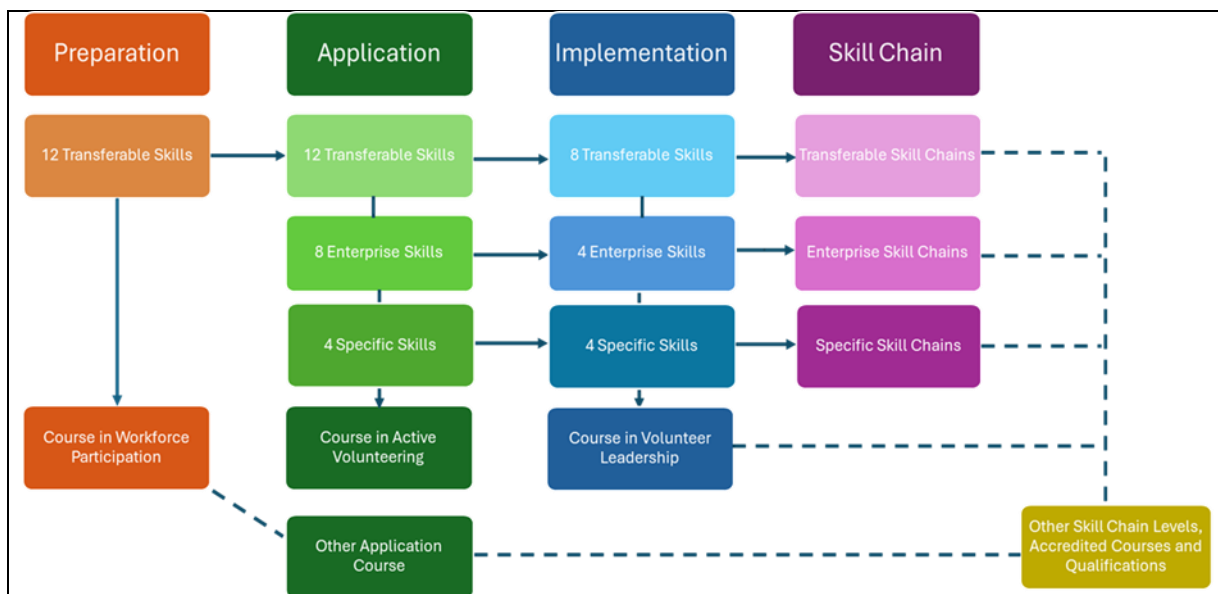 Preparation
Application
Implementation
Skill Chain
12 Transferable Skills
12 Transferable Skills
8 Transferable Skills
Transferable Skill Chains
8 Enterprise Skills
4 Enterprise Skills
Enterprise Skill Chains
4 Specific Skills
4 Specific Skills
Specific Skill Chains
Course in Workforce
Participation
Course in Active
Volunteering
Course in Volunteer
Leadership
Other Application
Course
Other Skill Chain Levels,
Accredited Courses and
Qualifications